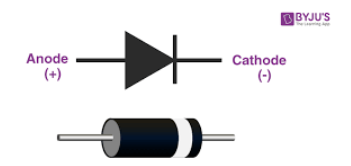 BYJU'S
The Learning App
Anode
(+)
Cathode
(-)